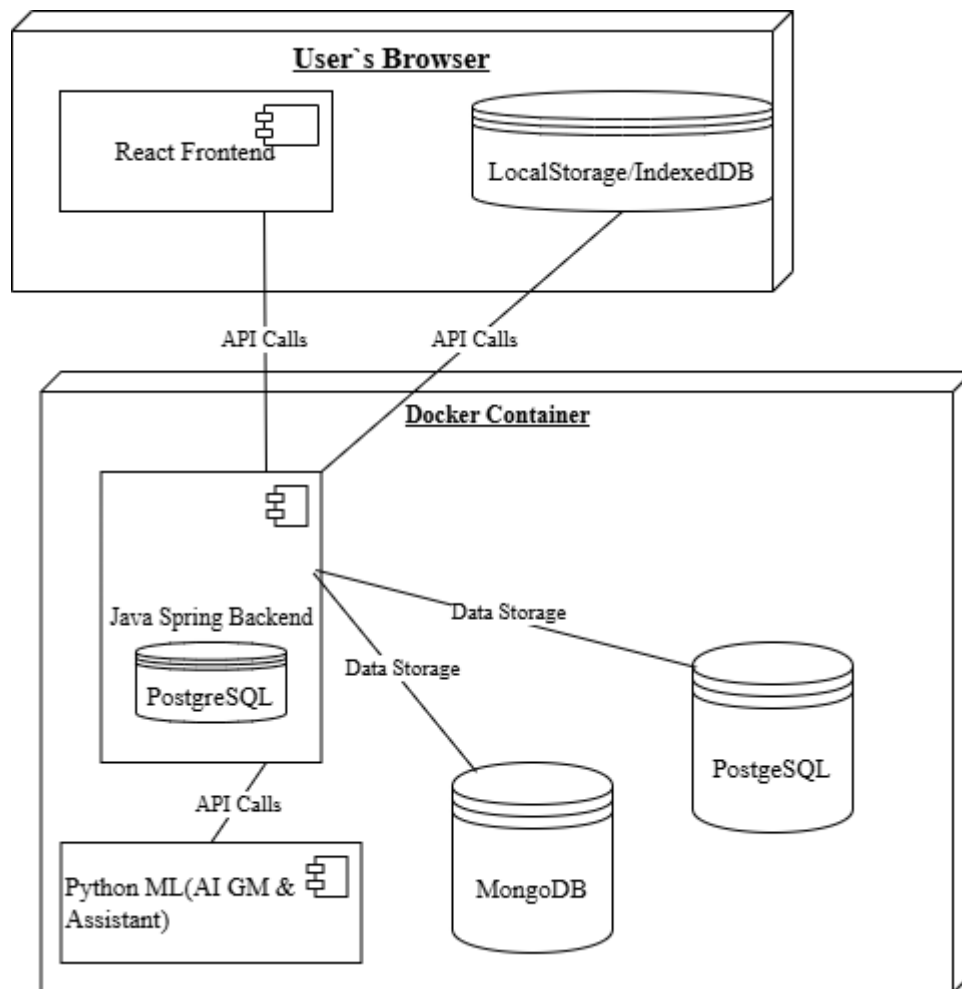 User`s Browser
React Frontend
LocalStorage/IndexedDB
API Calls
API Calls
Docker Container
Java Spring Backend
PostgreSQL
Data Storage
Data Storage
PostgeSQL
MongoDB
API Calls
Python ML(AI GM &
Assistant)